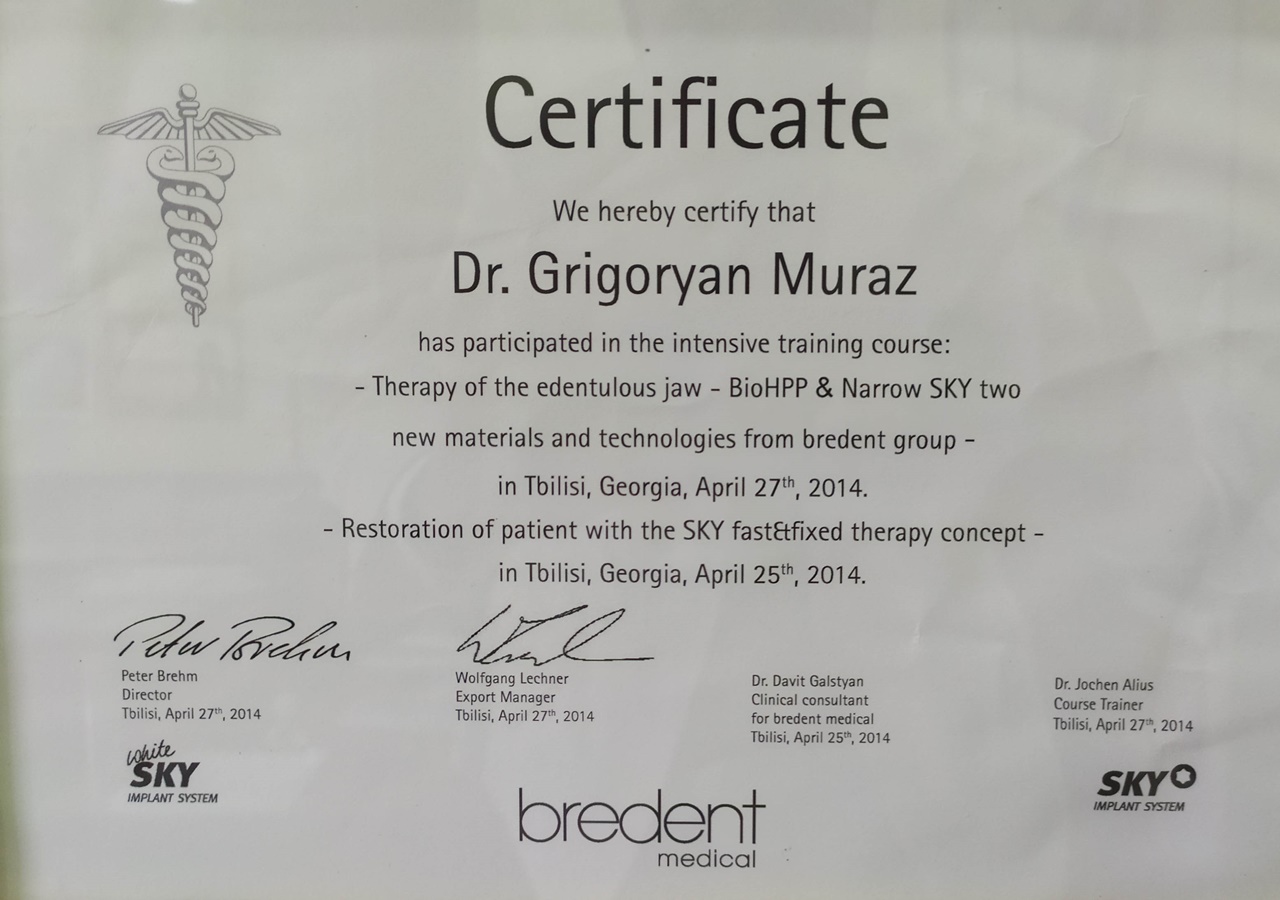 Certificate
We hereby certify that
Dr. Grigoryan Muraz
has participated in the intensive training course:
- Therapy of the edentulous jaw - BioHPP & Narrow SKY two
new materials and technologies from bredent group -
in Tbilisi, Georgia, April 27th, 2014.
- Restoration of patient with the SKY fast&fixed therapy concept -
in Tbilisi, Georgia, April 25th, 2014.
Peter Brehm
Peter Brehm
Director
Tbilisi, April 27th, 2014
Wolfgang Lechner
Export Manager
Tbilisi, April 27th, 2014
Dr. Davit Galstyan
Clinical consultant
for bredent medical
Tbilisi, April 25th, 2014
Dr. Jochen Alius
Course Trainer
Tbilisi, April 27th, 2014
white
SKY
IMPLANT SYSTEM
bredent
medical
SKY
IMPLANT SYSTEM